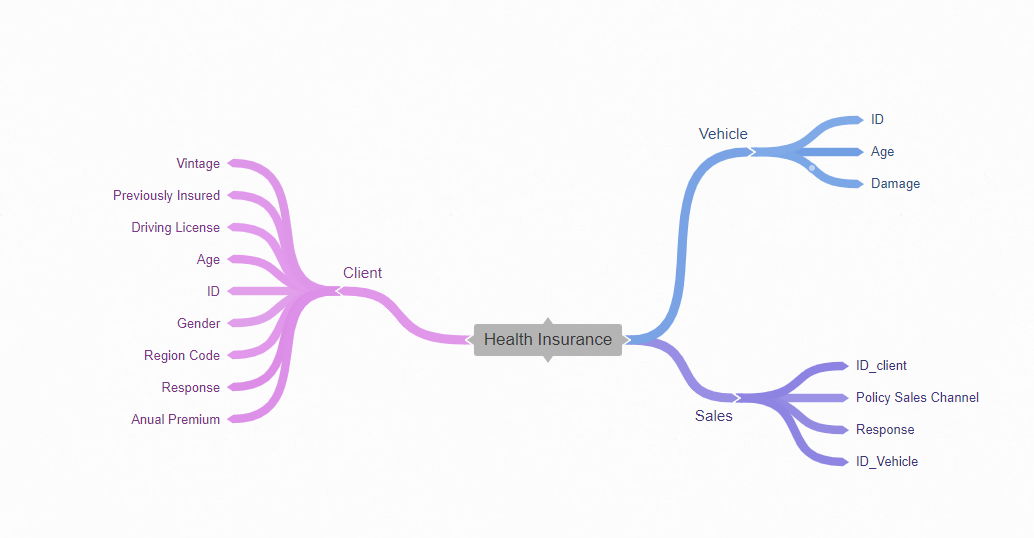 Health Insurance
Client
Vintage
Previously Insured
Driving License
Age
ID
Gender
Region Code
Response
Anual Premium
Vehicle
ID
Age
Damage
Sales
ID_client
Policy Sales Channel
Response
ID_Vehicle